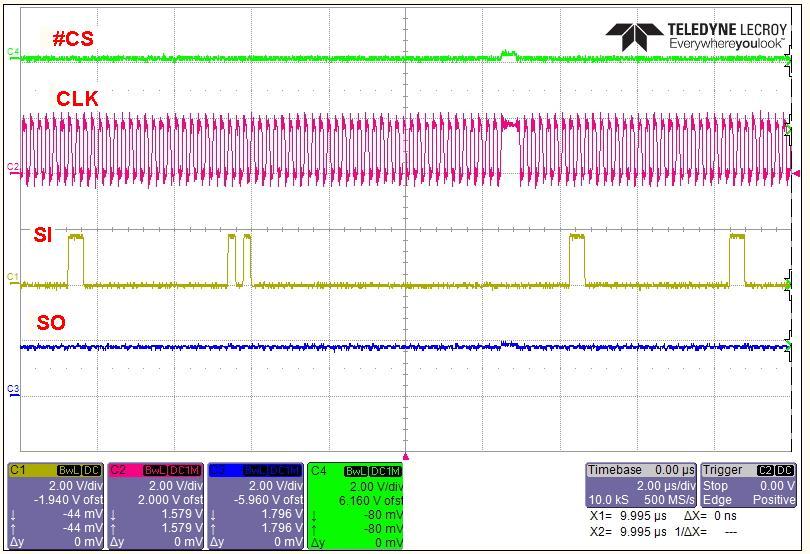 #CS
TELEDYNE LECROY
Everywhereyoulook™
C4
CLK
C2
SI
C1
SO
C3
C1 BwL DC
2.00 V/div
-1.940 V ofst
↓ -44 mV
↑ -44 mV
Δy 0 mV
C2 BwL DC1M
2.00 V/div
2.000 V ofst
↓ 1.579 V
↑ 1.579 V
Δy 0 mV
BwL DC1M
2.00 V/div
-5.960 V ofst
↓ 1.796 V
↑ 1.796 V
Δy 0 mV
C4 BwL DC1M
2.00 V/div
6.160 V ofst
↓ -80 mV
↑ -80 mV
Δy 0 mV
Timebase 0.00 µs
2.00 µs/div
10.0 kS 500 MS/s
Trigger C2 DC
Stop 0.00 V
Edge Positive
X1= 9.995 µs ΔX= 0 ns
X2= 9.995 µs 1/ΔX= ---